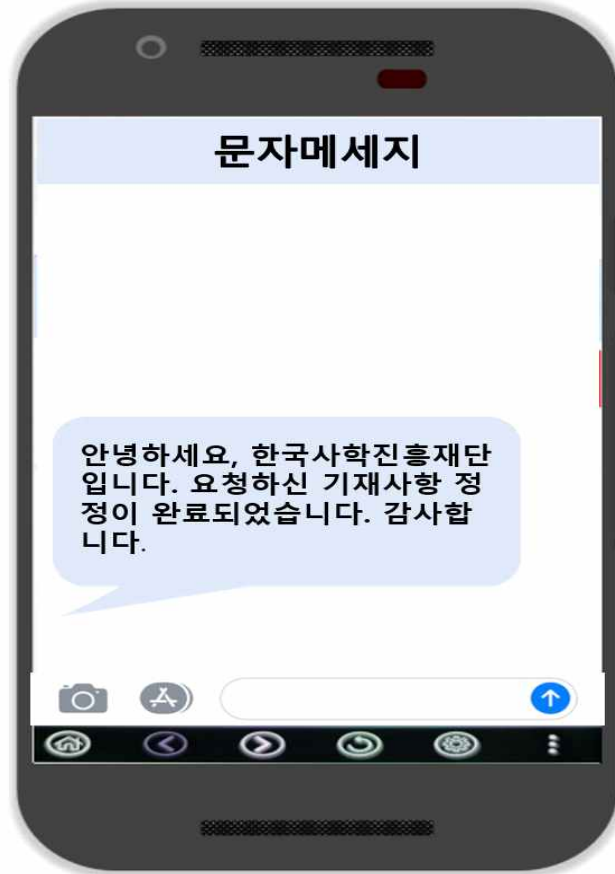 문자메세지
안녕하세요, 한국사학진흥재단
입니다. 요청하신 기재사항 정
정이 완료되었습니다. 감사합
니다.